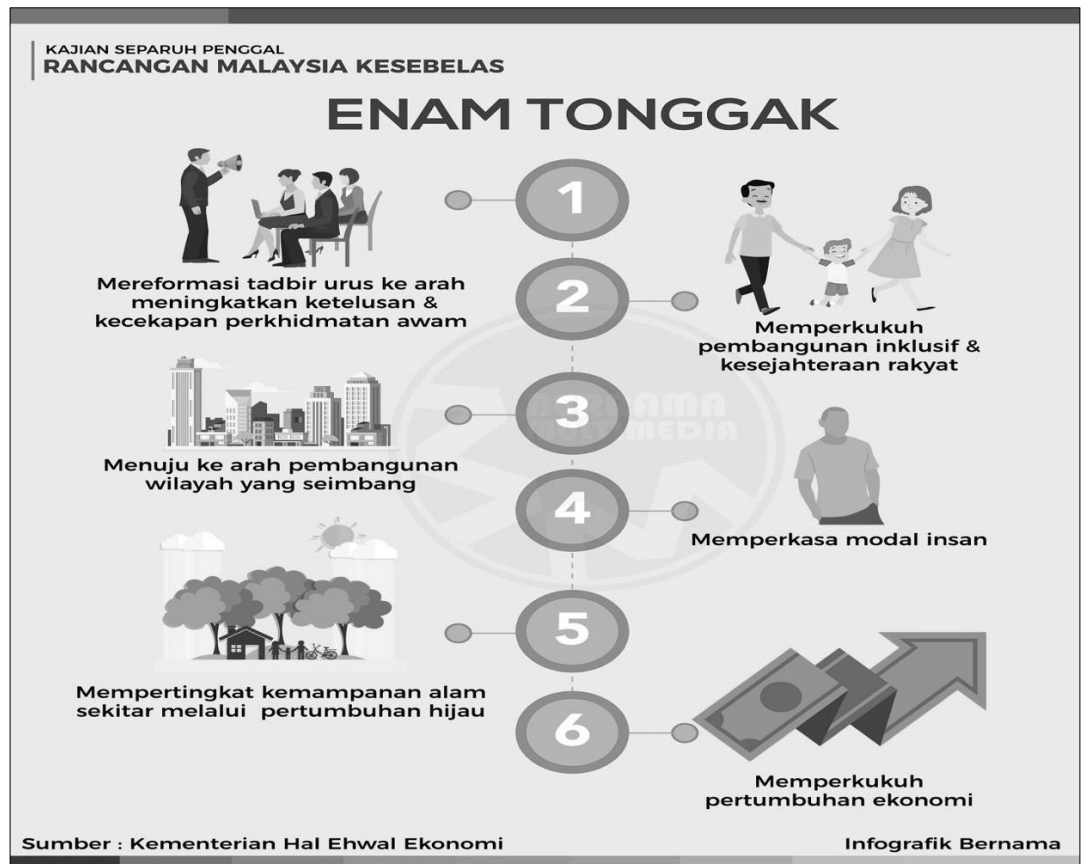 KAJIAN SEPARUH PENGGAL
RANCANGAN MALAYSIA KESEBELAS
ENAM TONGGAK
1
Mereformasi tadbir urus ke arah
meningkatkan ketelusan &
kecekapan perkhidmatan awam
2
Memperkukuh
pembangunan inklusif &
kesejahteraan rakyat
3
Menuju ke arah pembangunan
wilayah yang seimbang
4
Memperkasa modal insan
5
Mempertingkat kemampanan alam
sekitar melalui pertumbuhan hijau
6
Memperkukuh
pertumbuhan ekonomi
BERNAMA
MULTIMEDIA
Sumber : Kementerian Hal Ehwal Ekonomi
Infografik Bernama